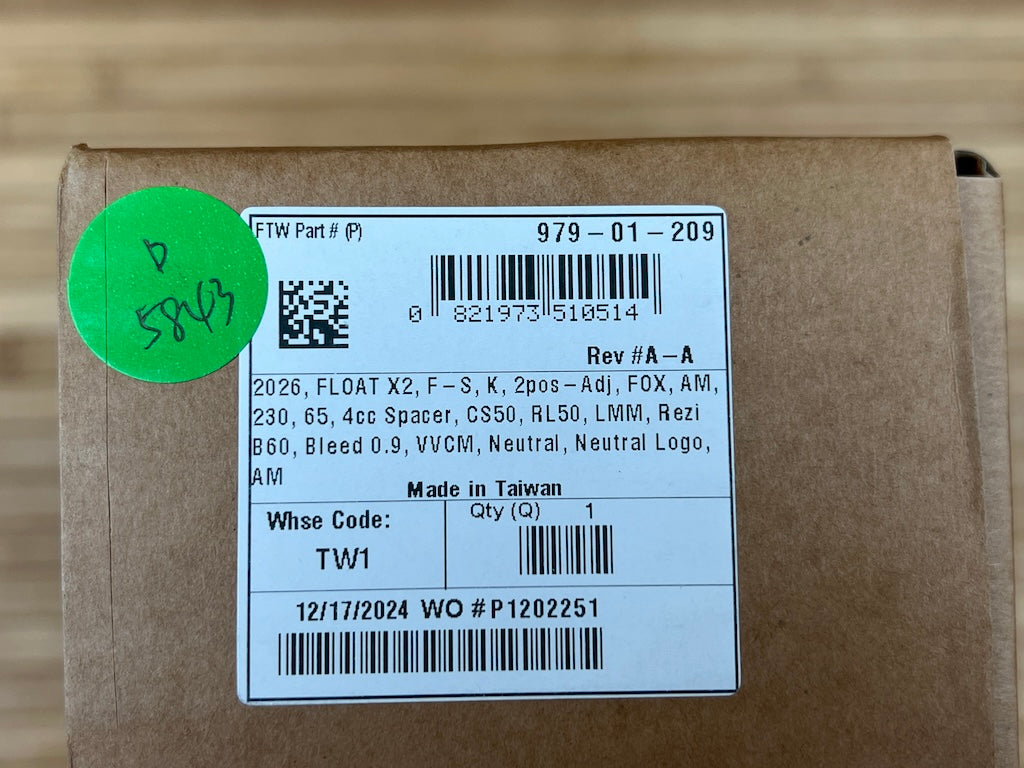 D
5843
FTW Part # (P)
979-01-209
0 821973 510514
Rev #A-A
2026, FLOAT X2, F-S, K, 2pos-Adj, FOX, AM,
230, 65, 4cc Spacer, CS50, RL50, LMM, Rezi
B60, Bleed 0.9, VVCM, Neutral, Neutral Logo,
AM
Made in Taiwan
Whse Code:
TW1
Qty (Q) 1
12/17/2024 WO #P1202251